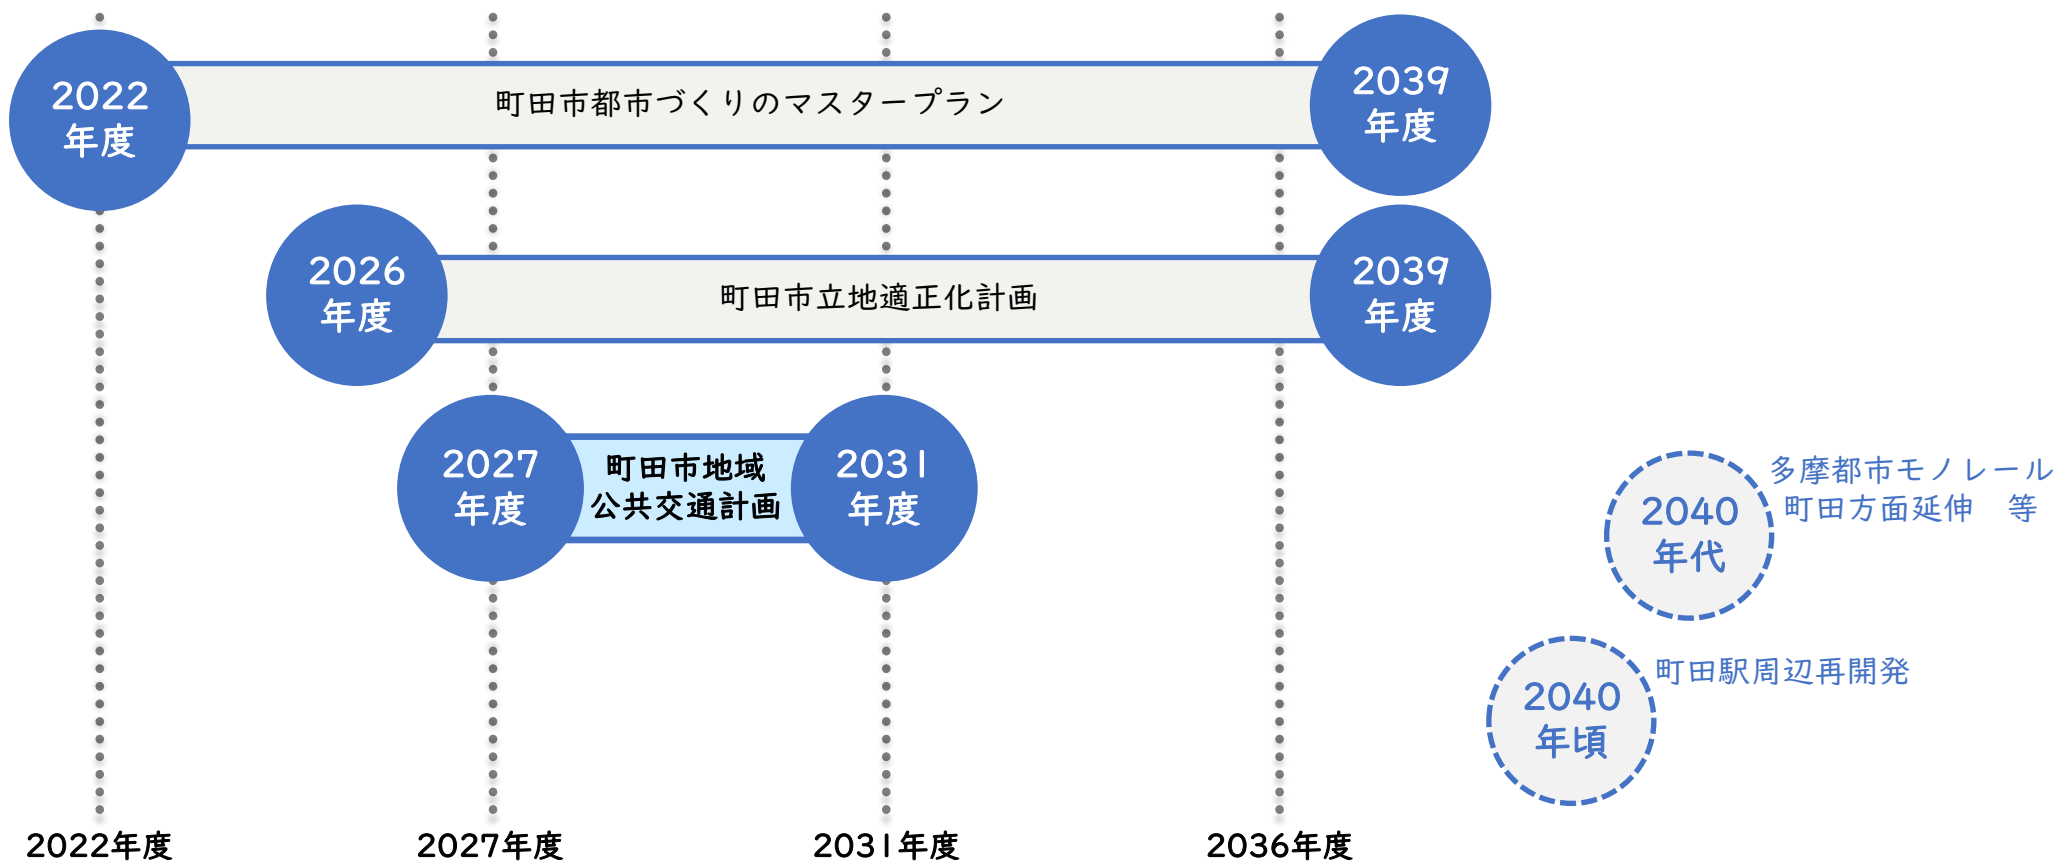 2022
年度
町田市都市づくりのマスタープラン
2039
年度
2026
年度
町田市立地適正化計画
2039
年度
2027
年度
町田市地域
公共交通計画
2031
年度
2040
年代
多摩都市モノレール
町田方面延伸　等
2040
年頃
町田駅周辺再開発
2022年度
2027年度
2031年度
2036年度